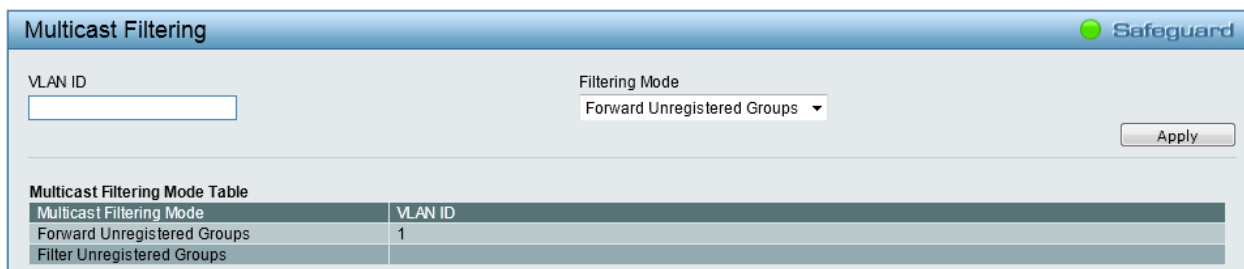 Multicast Filtering Safeguard
VLAN ID Filtering Mode
Forward Unregistered Groups
Apply
Multicast Filtering Mode Table
Multicast Filtering Mode VLAN ID
Forward Unregistered Groups 1
Filter Unregistered Groups